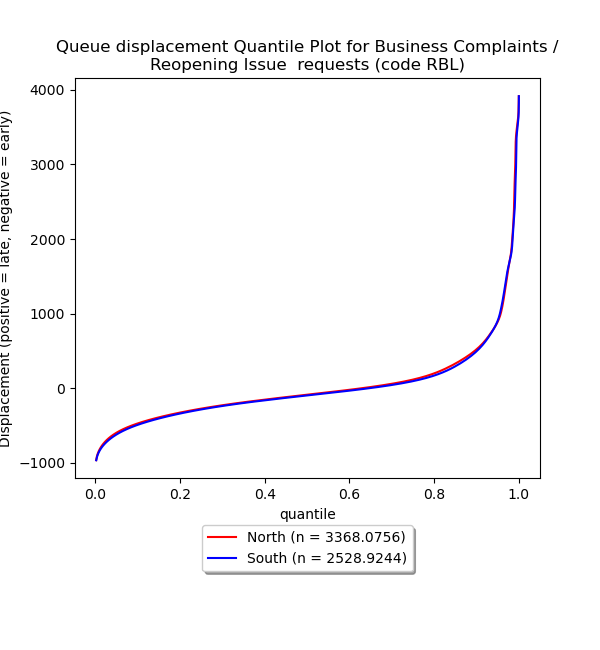 Queue displacement Quantile Plot for Business Complaints /
Reopening Issue  requests (code RBL)
Displacement (positive = late, negative = early)
4000
3000
2000
1000
0
−1000
0.0 0.2 0.4 0.6 0.8 1.0
quantile
North (n = 3368.0756)
South (n = 2528.9244)